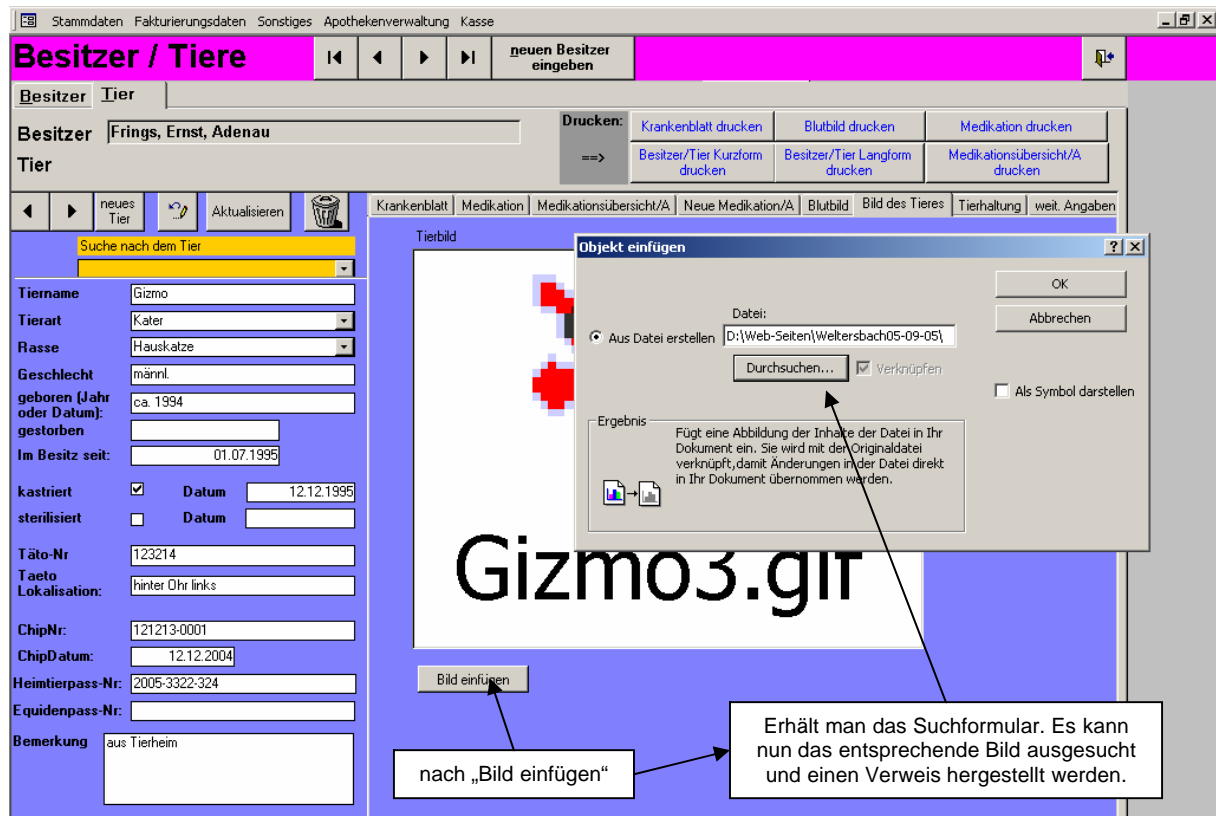 Stammdaten Fakturierungsdaten Sonstiges Apothekenverwaltung Kasse
Besitzer / Tiere
neuen Besitzer
eingeben
Besitzer Tier
Besitzer Frings, Ernst, Adenau
Tier
Drucken:
==>
Krankenblatt drucken Blutbild drucken Medikation drucken
Besitzer/Tier Kurzform
drucken
Besitzer/Tier Langform
drucken
Medikationsübersicht/A
drucken
neues
Tier
Aktualisieren
Suche nach dem Tier
Tiername Gizmo
Tierart Kater
Rasse Hauskatze
Geschlecht männl.
geboren (Jahr
oder Datum): ca. 1994
gestorben
Im Besitz seit: 01.07.1995
kastriert Datum 12.12.1995
sterilisiert Datum
Täto-Nr 123214
Taeto
Lokalisation: hinter Ohr links
ChipNr: 121213-0001
ChipDatum: 12.12.2004
Heimtierpass-Nr: 2005-3322-324
Equidenpass-Nr:
Bemerkung aus Tierheim
Krankenblatt Medikation Medikationsübersicht/A Neue Medikation/A Blutbild Bild des Tieres Tierhaltung weit. Angaben
Tierbild
Gizmo3.gif
Bild einfügen
Objekt einfügen
OK
Abbrechen
Datei:
Aus Datei erstellen D:\Web-Seiten\Weltersbach05-09-05\
Durchsuchen... Verknüpfen
Als Symbol darstellen
Ergebnis
Fügt eine Abbildung der Inhalte der Datei in Ihr
Dokument ein. Sie wird mit der Originaldatei
verknüpft,damit Änderungen in der Datei direkt
in Ihr Dokument übernommen werden.
nach „Bild einfügen“
Erhält man das Suchformular. Es kann
nun das entsprechende Bild ausgesucht
und einen Verweis hergestellt werden.